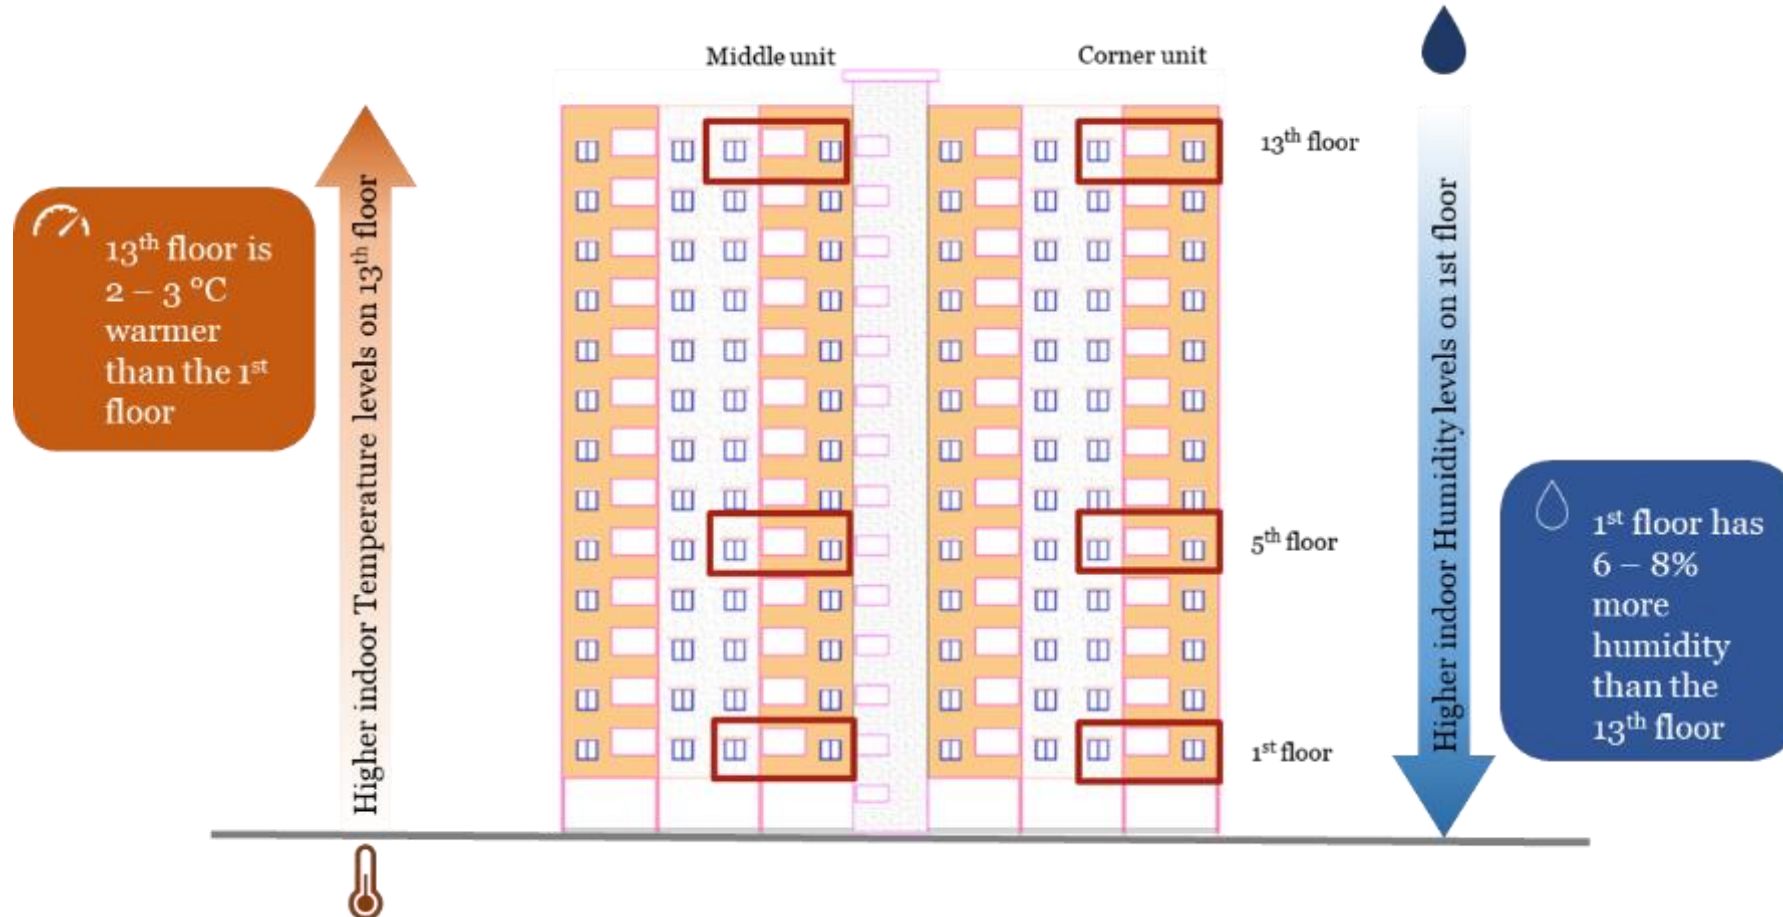 Middle unit
Corner unit
13th floor
5th floor
1st floor
13th floor is
2 – 3 °C
warmer
than the 1st
floor
Higher indoor Temperature levels on 13th floor
Higher indoor Humidity levels on 1st floor
1st floor has
6 – 8%
more
humidity
than the
13th floor